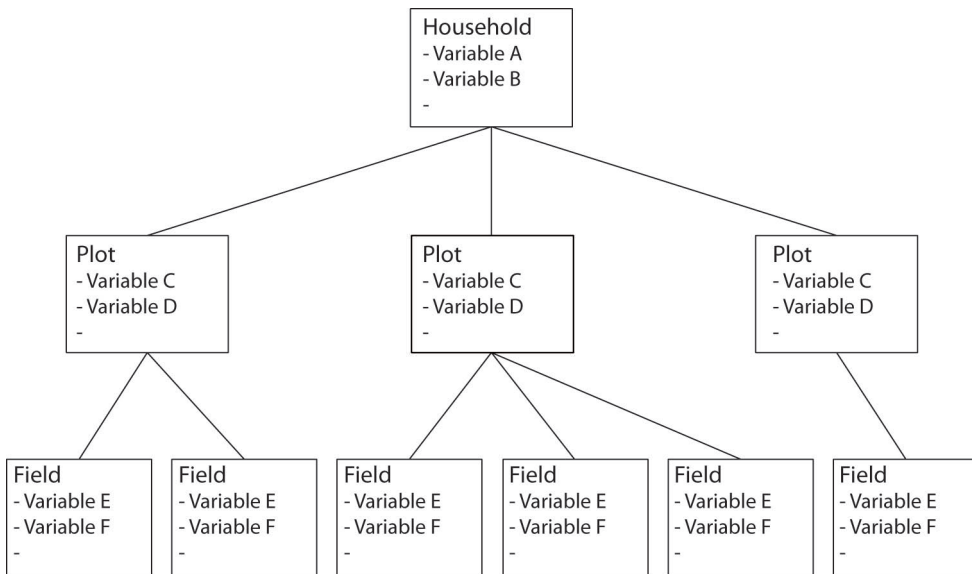 Household
- Variable A
- Variable B
-
Plot
- Variable C
- Variable D
-
Plot
- Variable C
- Variable D
-
Plot
- Variable C
- Variable D
-
Field
- Variable E
- Variable F
-
Field
- Variable E
- Variable F
-
Field
- Variable E
- Variable F
-
Field
- Variable E
- Variable F
-
Field
- Variable E
- Variable F
-
Field
- Variable E
- Variable F
-